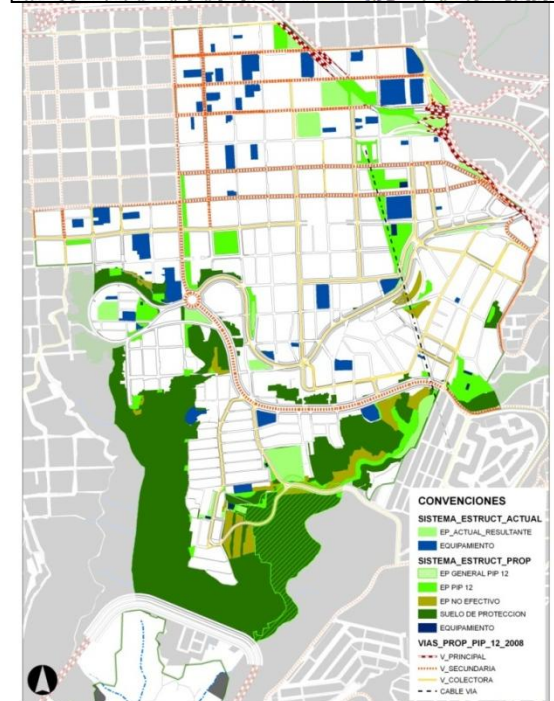 CONVENCIONES
SISTEMA_ESTRUCT_ACTUAL
EP_ACTUAL_RESULTANTE
EQUIPAMIENTO
SISTEMA_ESTRUCT_PROP
EP GENERAL PIP 12
EP PIP 12
EP NO EFECTIVO
SUELO DE PROTECCION
EQUIPAMIENTO
VIAS_PROP_PIP_12_2008
V_PRINCIPAL
V_SECUNDARIA
V_COLECTORA
CABLE VIA